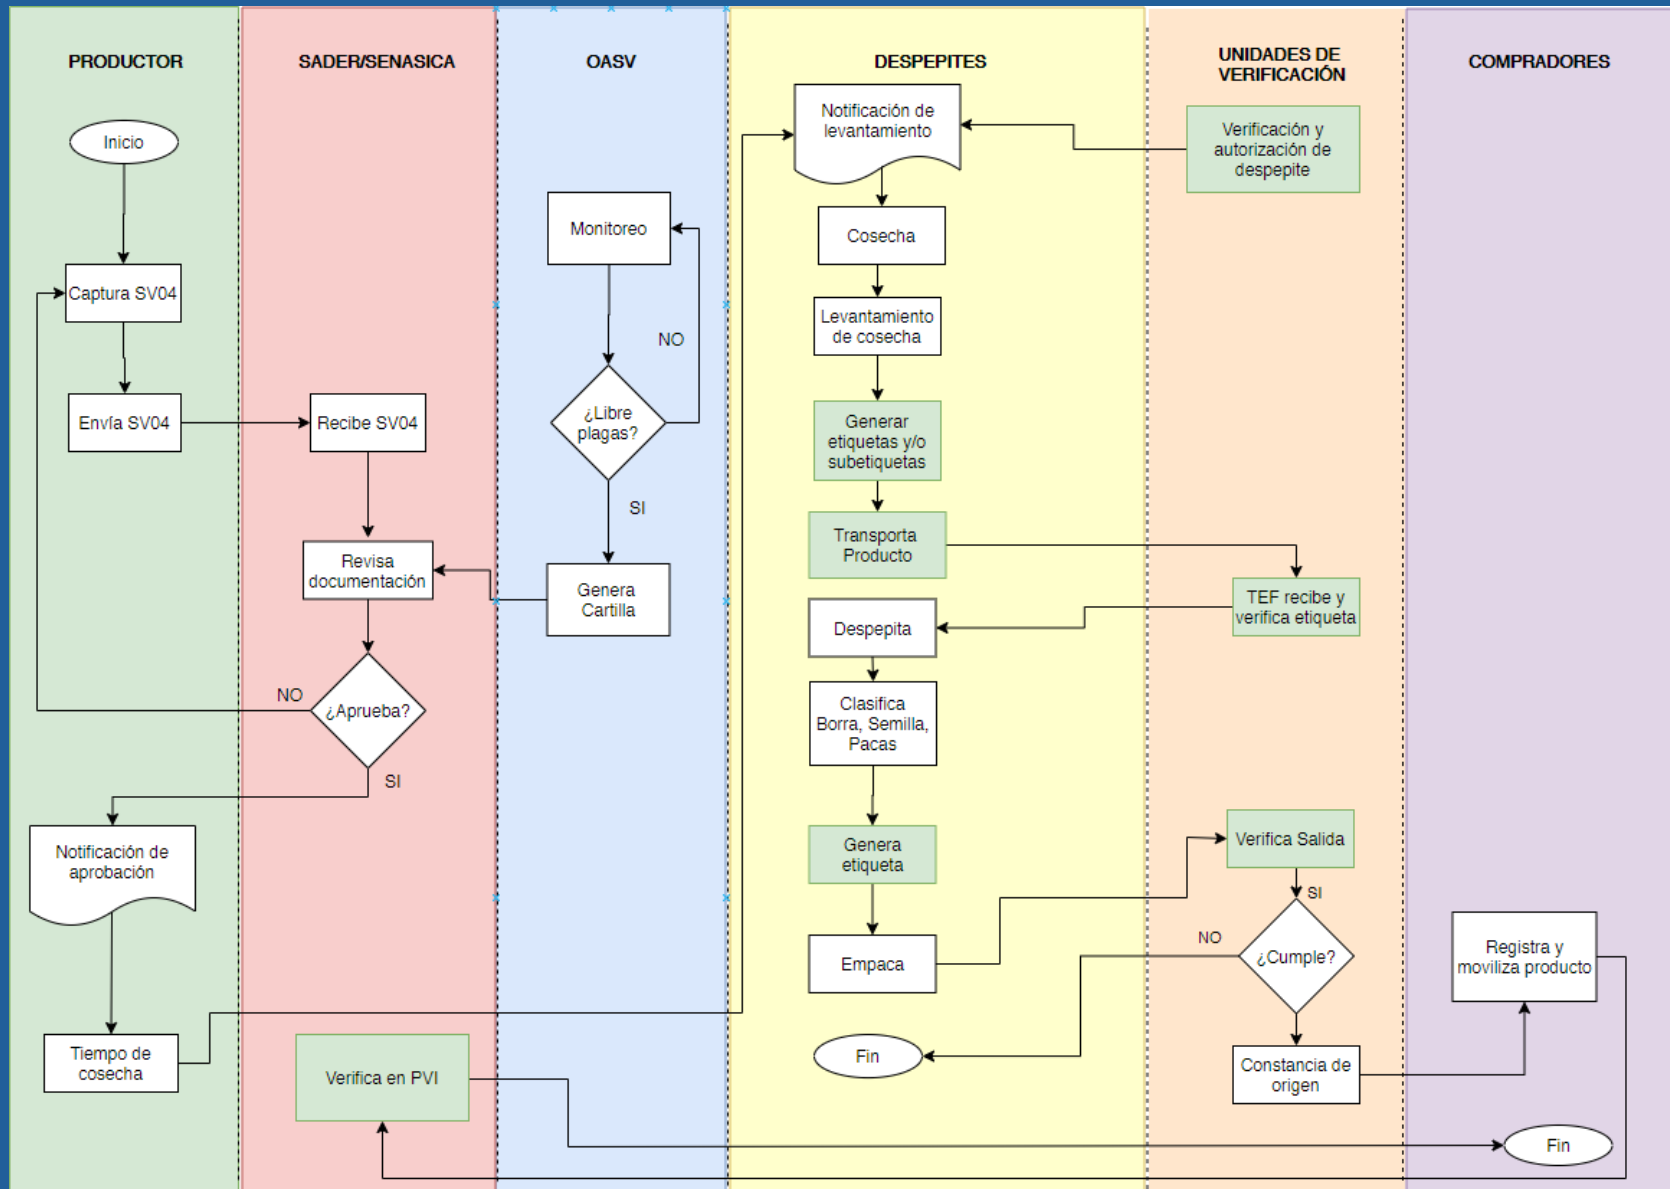 PRODUCTOR
SADER/SENASICA
OASV
DESPEPITES
UNIDADES DE
VERIFICACIÓN
COMPRADORES
Inicio
Captura SV04
Envía SV04
Notificación de
aprobación
Tiempo de
cosecha
Recibe SV04
Revisa
documentación
¿Aprueba?
NO
SI
Verifica en PVI
Monitoreo
NO
¿Libre
plagas?
SI
Genera
Cartilla
Notificación de
levantamiento
Cosecha
Levantamiento
de cosecha
Generar
etiquetas y/o
subetiquetas
Transporta
Producto
Despepita
Clasifica
Borra, Semilla,
Pacas
Genera
etiqueta
Empaca
Fin
Verificación y
autorización de
despepite
TEF recibe y
verifica etiqueta
Verifica Salida
SI
NO
¿Cumple?
Constancia de
origen
Registra y
moviliza producto
Fin